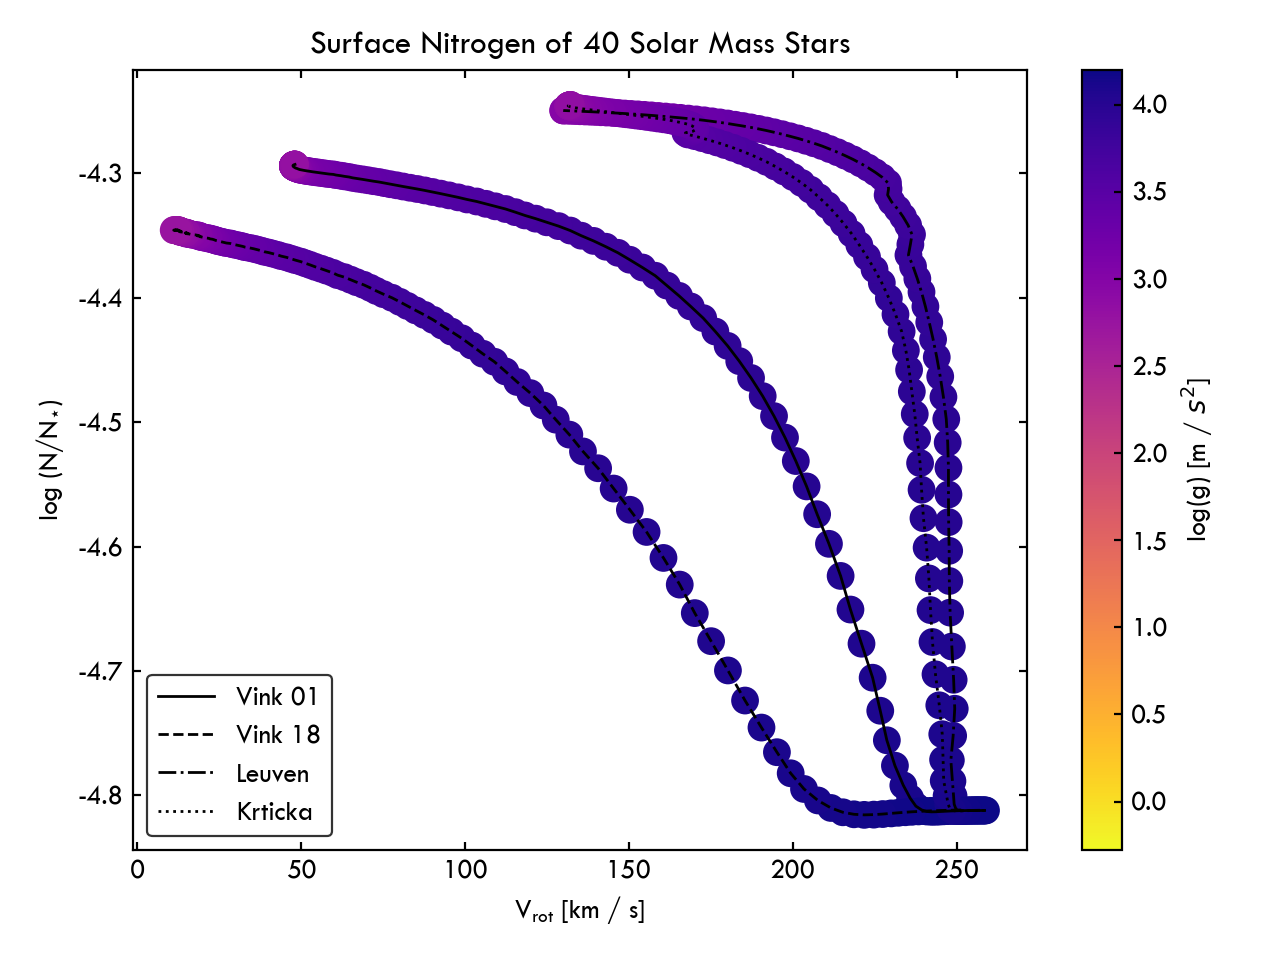 Surface Nitrogen of 40 Solar Mass Stars
log (N/N⋆)
-4.3
-4.4
-4.5
-4.6
-4.7
-4.8
Vink 01
Vink 18
Leuven
Krticka
0 50 100 150 200 250
V_rot [km / s]
4.0
3.5
3.0
2.5
2.0
1.5
1.0
0.5
0.0
log(g) [m / s²]